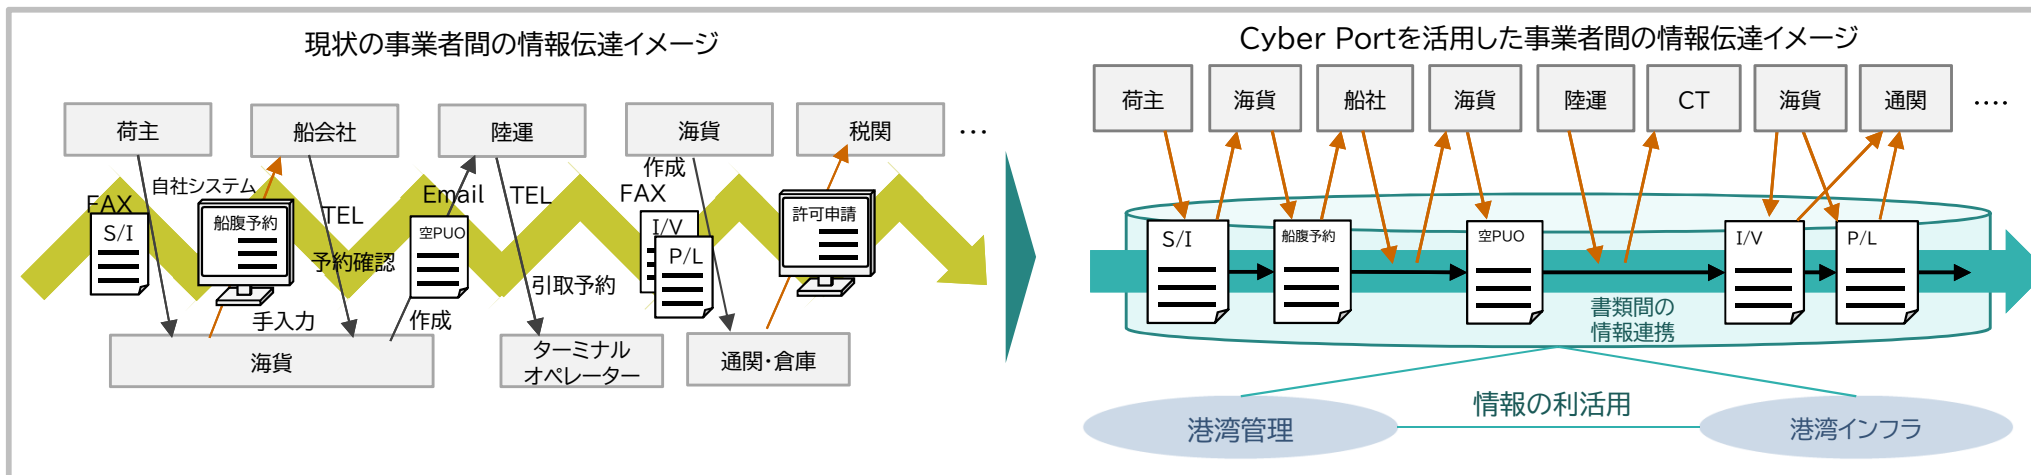 現状の事業者間の情報伝達イメージ
荷主
船会社
陸運
海貨
税関
…
FAX
自社システム
TEL
Email
TEL
FAX
作成
S/I
船腹予約
空PUO
I/V
P/L
許可申請
予約確認
引取予約
手入力
作成
海貨
ターミナル
オペレーター
通関・倉庫
Cyber Portを活用した事業者間の情報伝達イメージ
荷主
海貨
船社
海貨
陸運
CT
海貨
通関
....
S/I
船腹予約
空PUO
I/V
P/L
書類間の
情報連携
情報の利活用
港湾管理
港湾インフラ